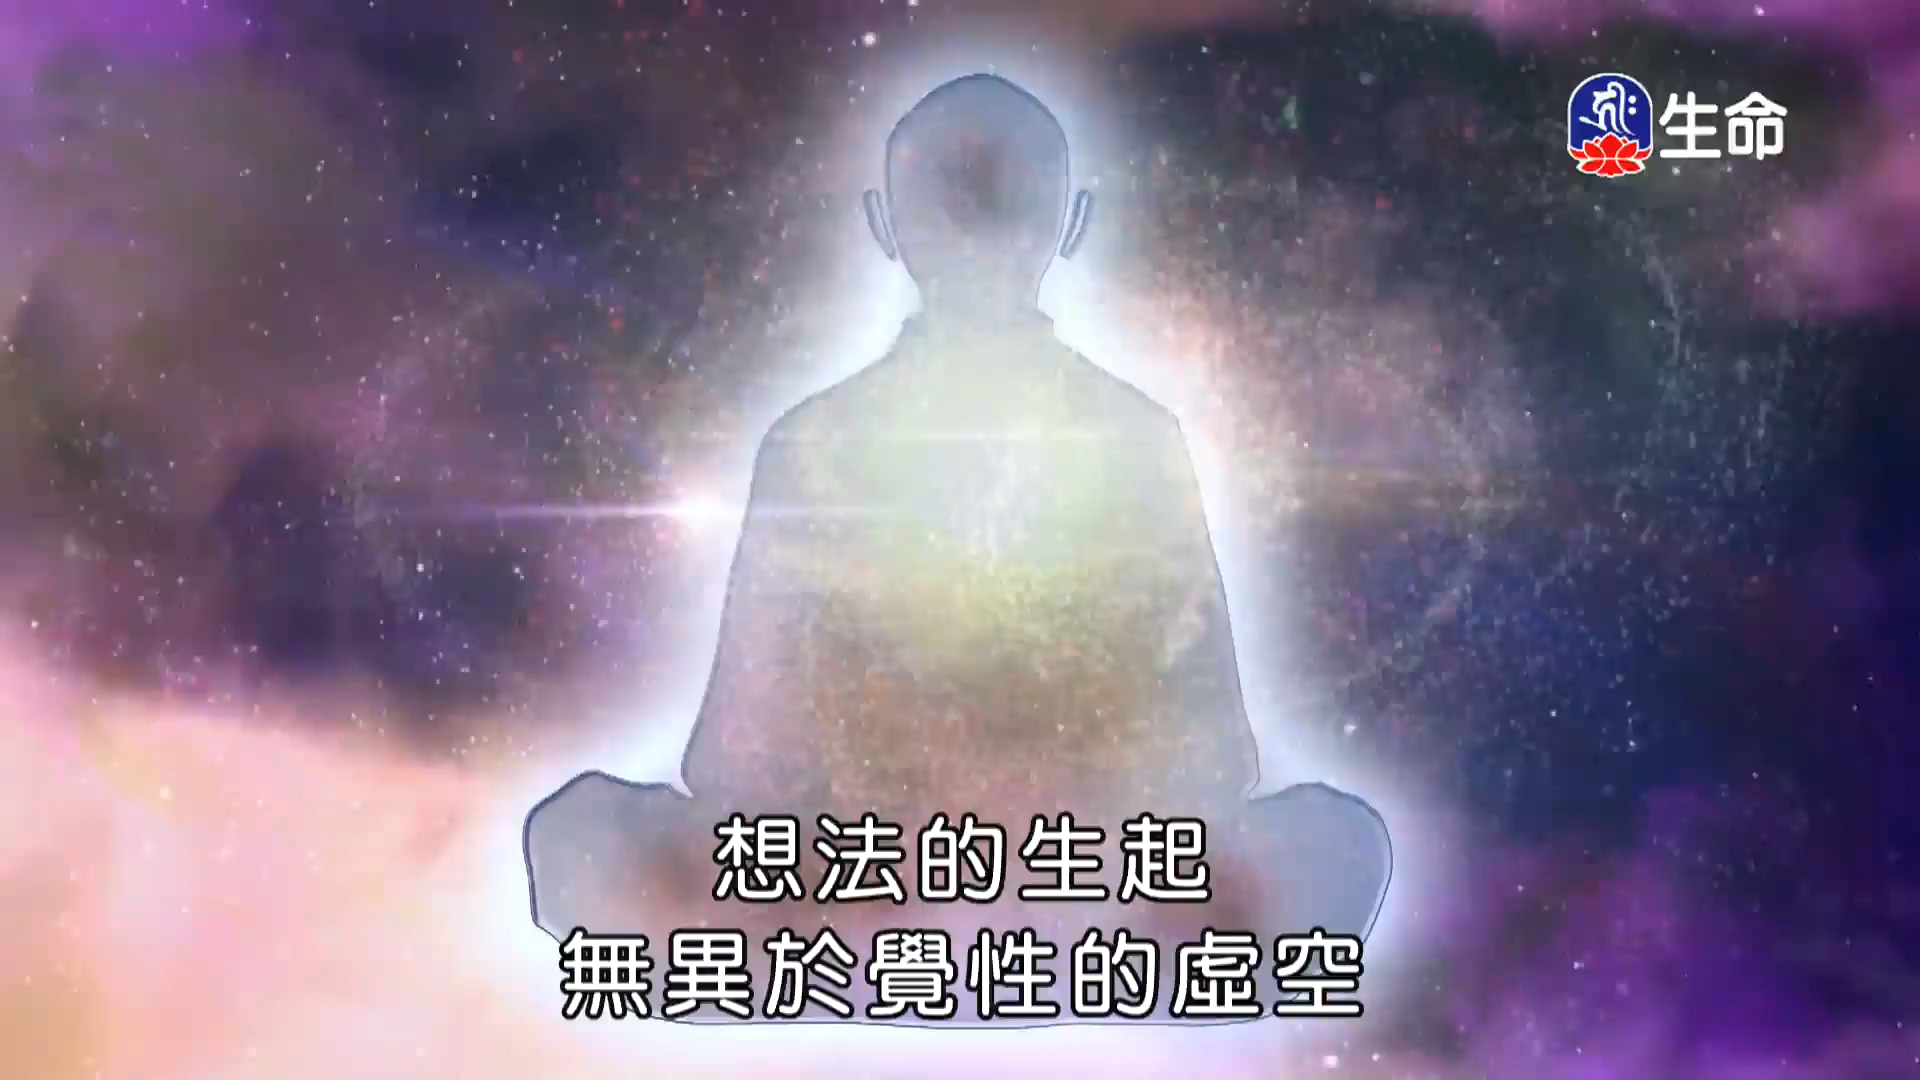 生命
想法的生起
無異於覺性的虛空